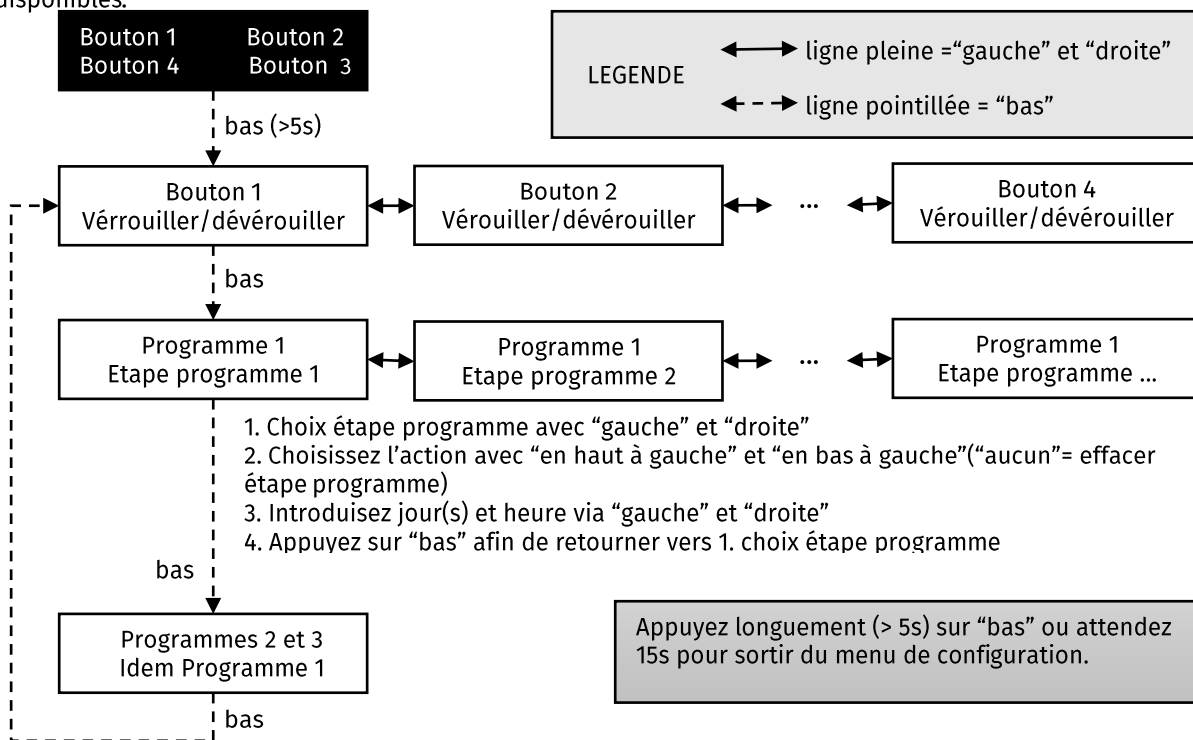 disponibles.
Bouton 1 Bouton 2
Bouton 4 Bouton 3
LEGENDE
ligne pleine =“gauche” et “droite”
ligne pointillée = “bas”
bas (>5s)
Bouton 1
Vérrouiller/dévérouiller
Bouton 2
Vérouiller/dévérouiller
...
Bouton 4
Vérouiller/dévérouiller
bas
Programme 1
Etape programme 1
Programme 1
Etape programme 2
...
Programme 1
Etape programme ...
1. Choix étape programme avec “gauche” et “droite”
2. Choisissez l’action avec “en haut à gauche” et “en bas à gauche”(“aucun”= effacer
étape programme)
3. Introduisez jour(s) et heure via “gauche” et “droite”
4. Appuyez sur “bas” afin de retourner vers 1. choix étape programme
bas
Programmes 2 et 3
Idem Programme 1
Appuyez longuement (> 5s) sur “bas” ou attendez
15s pour sortir du menu de configuration.
bas